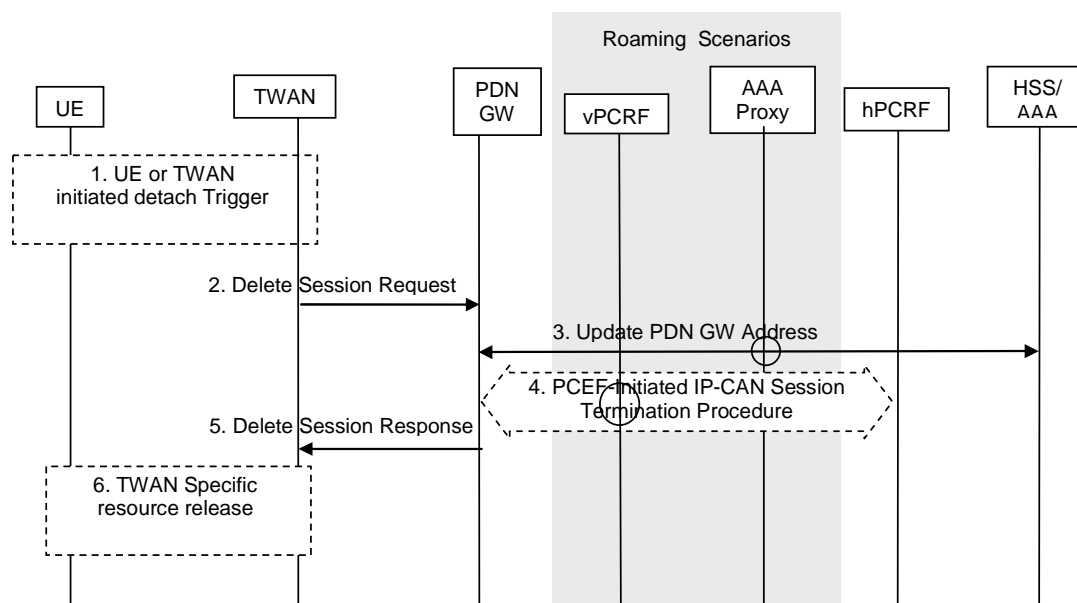 Roaming Scenarios
UE
TWAN
PDN
GW
vPCRF
AAA
Proxy
hPCRF
HSS/
AAA
1. UE or TWAN
initiated detach Trigger
2. Delete Session Request
3. Update PDN GW Address
4. PCEF-Initiated IP-CAN Session
Termination Procedure
5. Delete Session Response
6. TWAN Specific
resource release